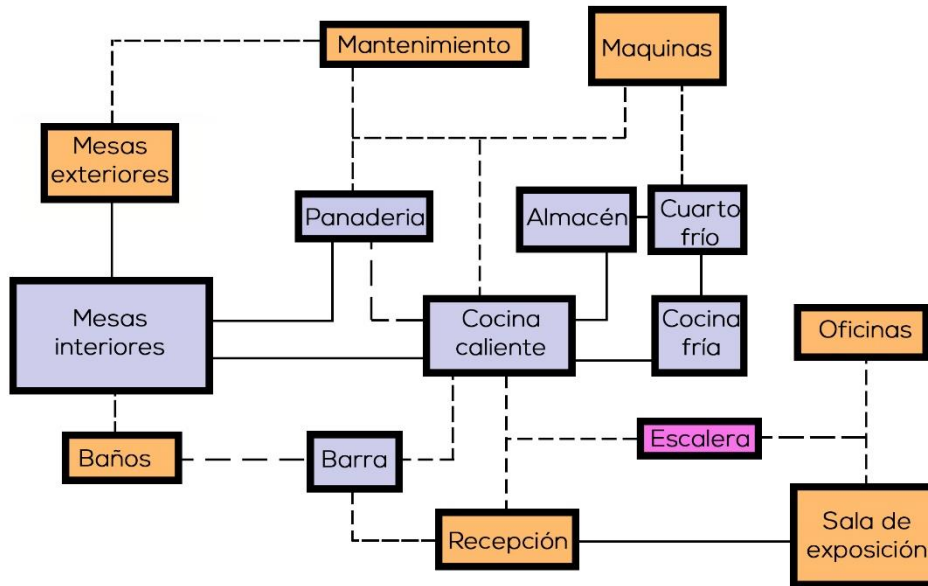 Mantenimiento
Maquinas
Mesas
exteriores
Panaderia
Almacén
Cuarto
frío
Mesas
interiores
Cocina
caliente
Cocina
fría
Oficinas
Baños
Barra
Escalera
Recepción
Sala de
exposición